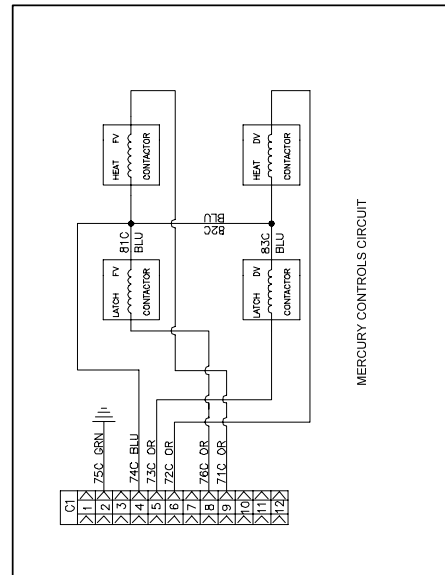 HEAT FV
CONTACTOR
HEAT DV
CONTACTOR
81C
BLU
82C
BLU
83C
BLU
LATCH FV
CONTACTOR
LATCH DV
CONTACTOR
MERCURY CONTROLS CIRCUIT
75C GRN
74C BLU
73C OR
72C OR
76C OR
71C OR
C1
1
2
3
4
5
6
7
8
9
10
11
12